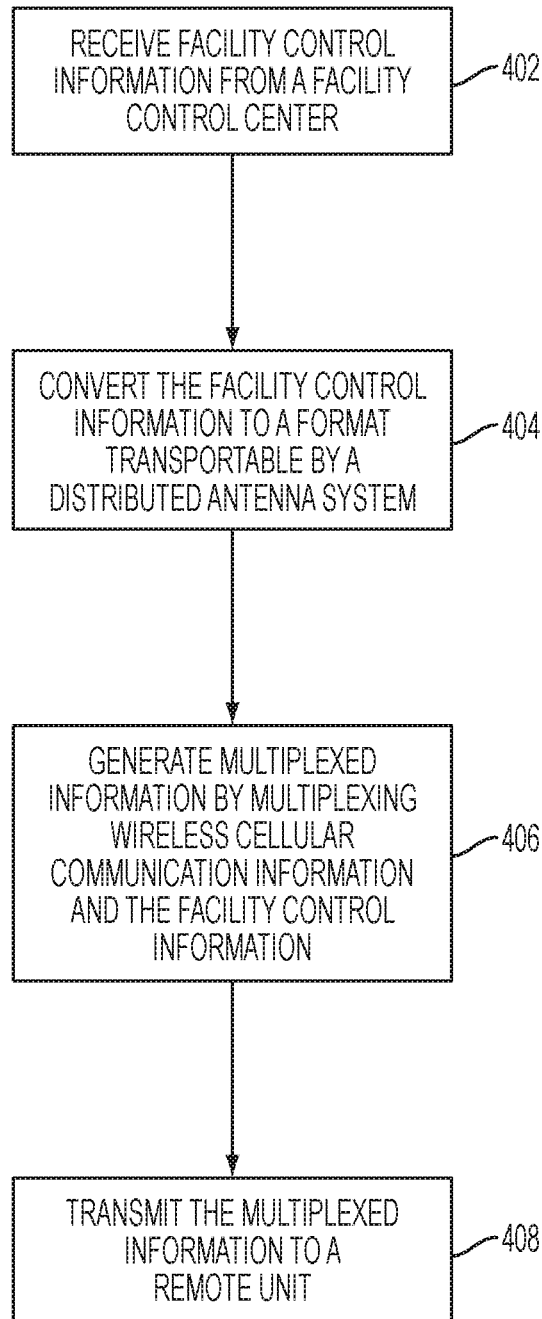 RECEIVE FACILITY CONTROL
INFORMATION FROM A FACILITY
CONTROL CENTER
402
CONVERT THE FACILITY CONTROL
INFORMATION TO A FORMAT
TRANSPORTABLE BY A
DISTRIBUTED ANTENNA SYSTEM
404
GENERATE MULTIPLEXED
INFORMATION BY MULTIPLEXING
WIRELESS CELLULAR
COMMUNICATION INFORMATION
AND THE FACILITY CONTROL
INFORMATION
406
TRANSMIT THE MULTIPLEXED
INFORMATION TO A
REMOTE UNIT
408